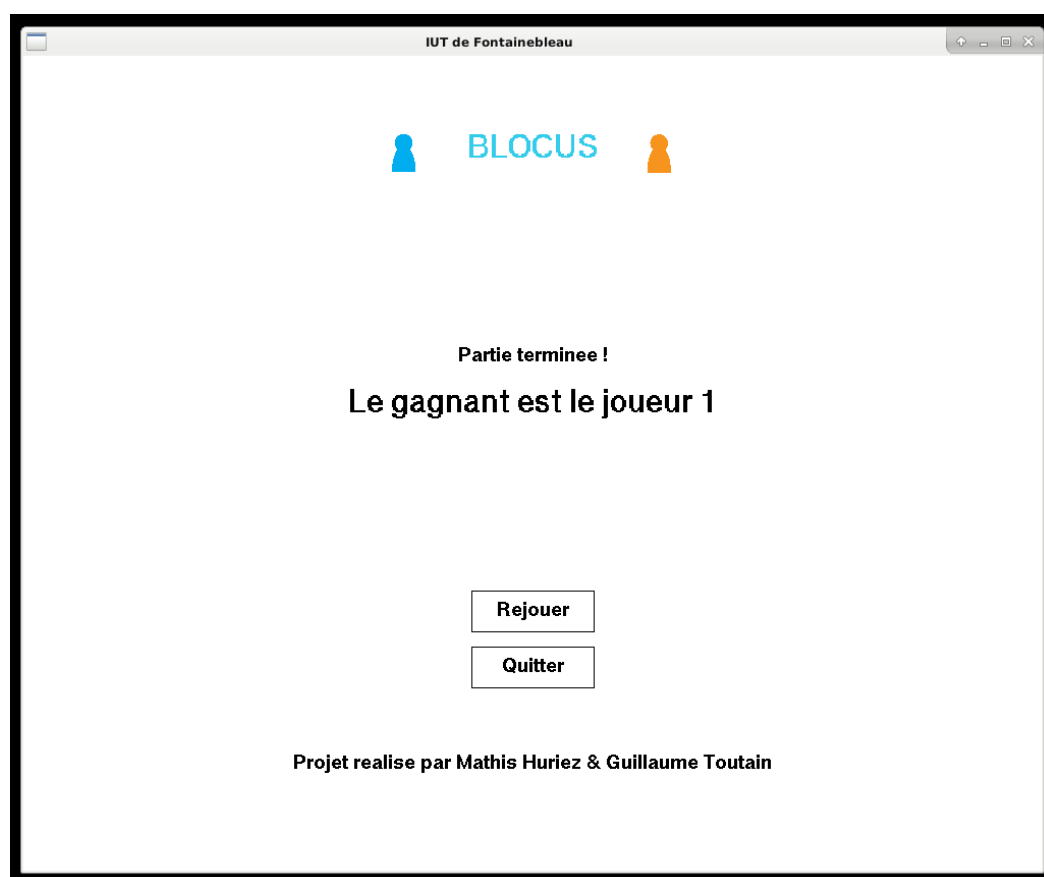 IUT de Fontainebleau
BLOCUS
Partie terminee !
Le gagnant est le joueur 1
Rejouer
Quitter
Projet realise par Mathis Huriez & Guillaume Toutain